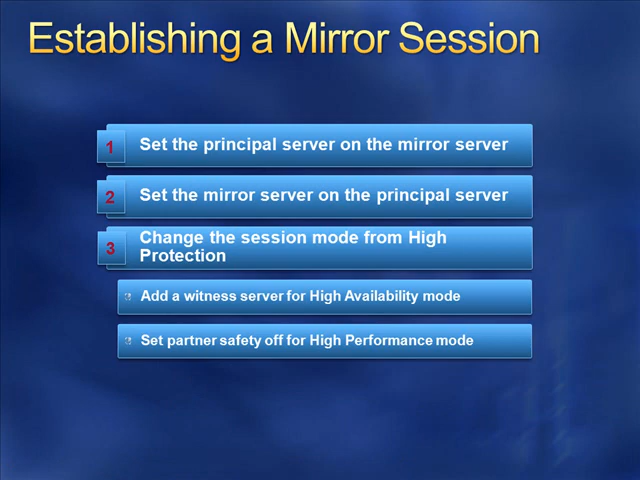 Establishing a Mirror Session
1 Set the principal server on the mirror server
2 Set the mirror server on the principal server
3 Change the session mode from High
Protection
Add a witness server for High Availability mode
Set partner safety off for High Performance mode